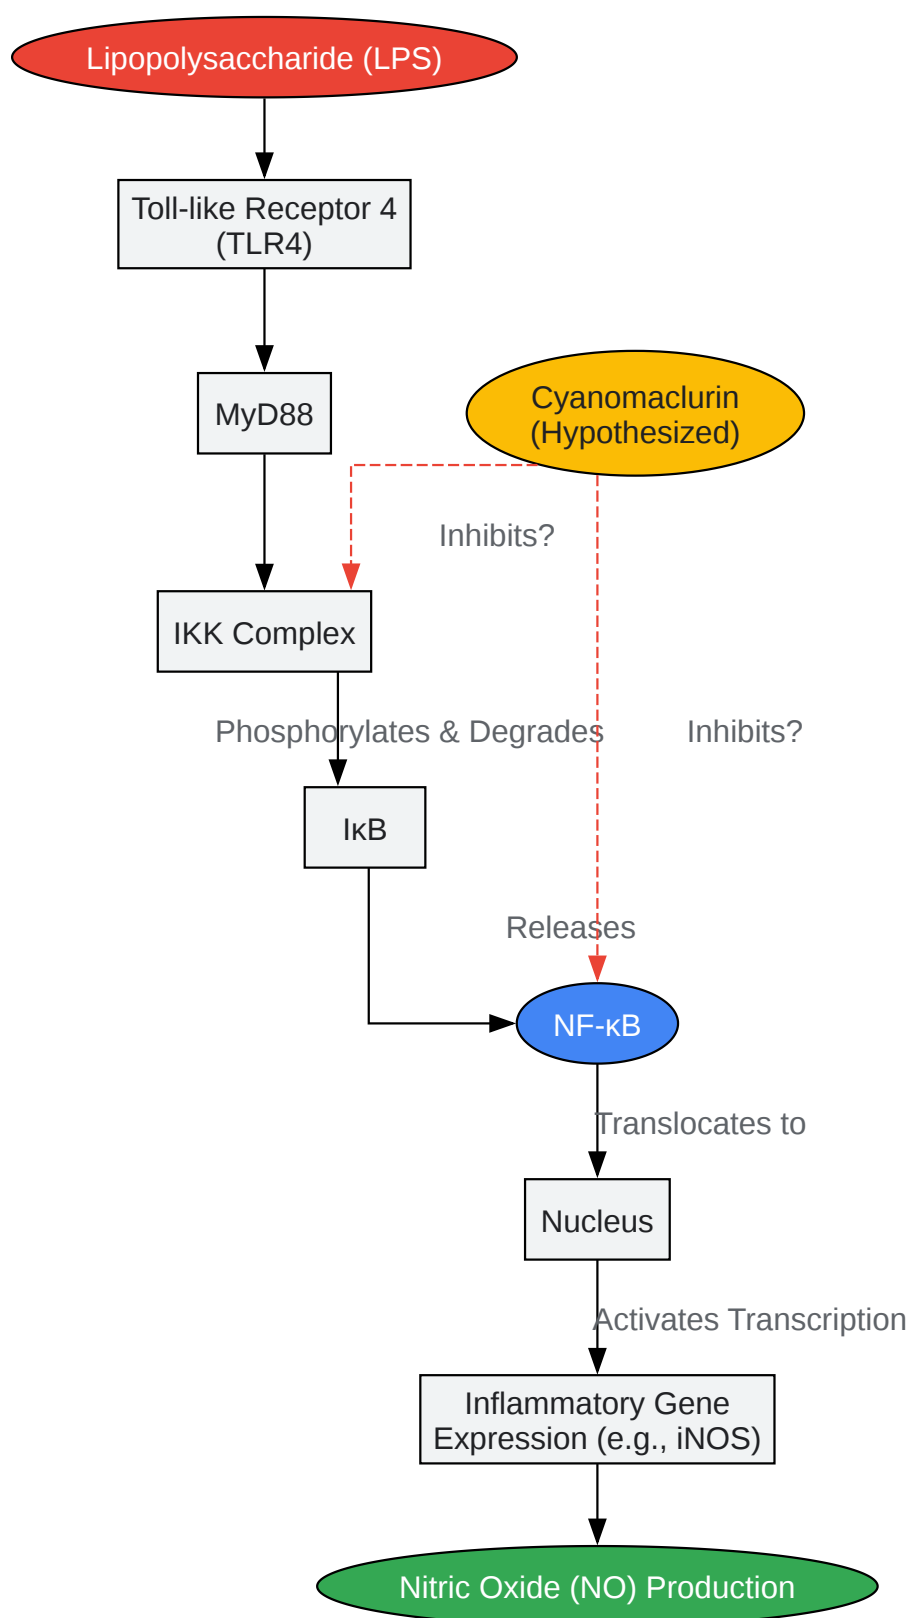 Lipopolysaccharide (LPS)
Toll-like Receptor 4
(TLR4)
MyD88
Cyanomaclurin
(Hypothesized)
Inhibits?
IKK Complex
Phosphorylates & Degrades
Inhibits?
IκB
Releases
NF-κB
Translocates to
Nucleus
Activates Transcription
Inflammatory Gene
Expression (e.g., iNOS)
Nitric Oxide (NO) Production